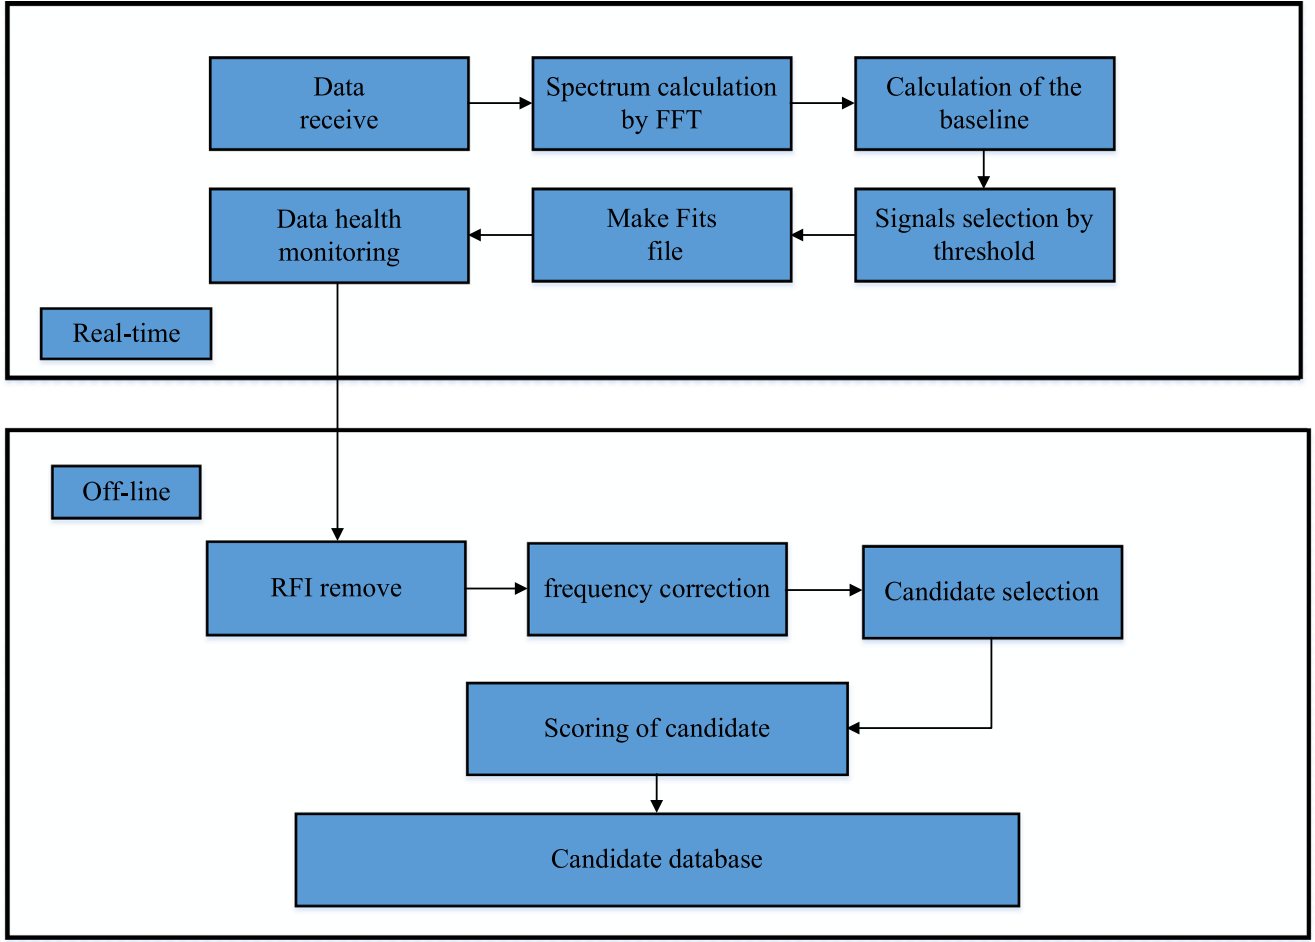 Data
receive
Spectrum calculation
by FFT
Calculation of the
baseline
Data health
monitoring
Make Fits
file
Signals selection by
threshold
Real-time
Off-line
RFI remove
frequency correction
Candidate selection
Scoring of candidate
Candidate database